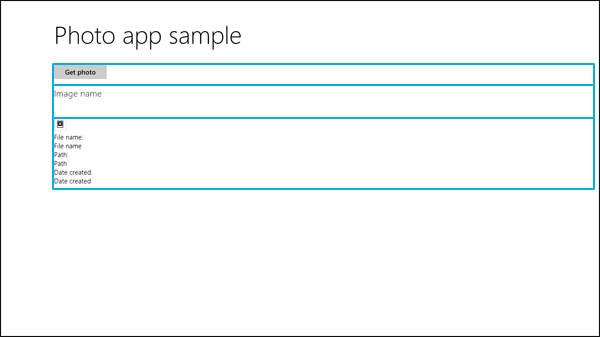 Photo app sample
Get photo
Image name
File name:
File name
Path:
Path
Date created:
Date created